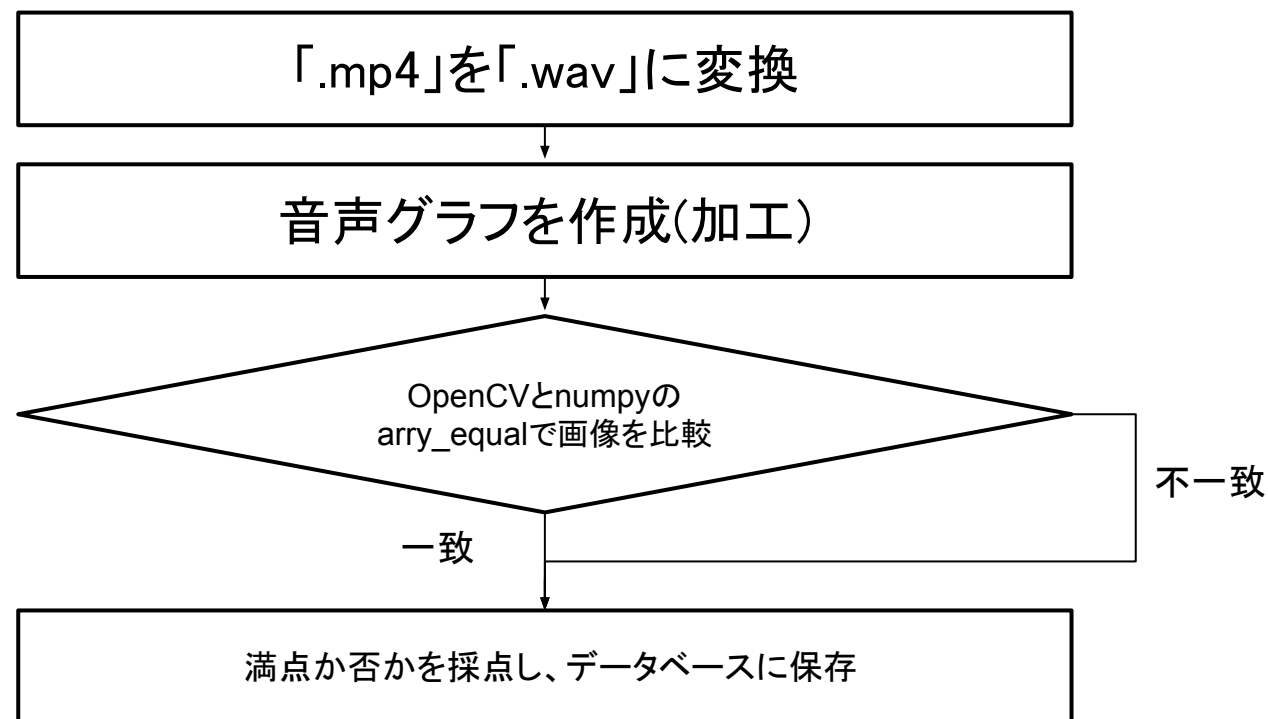 「.mp4」を「.wav」に変換
音声グラフを作成(加工)
OpenCVとnumpyの
arry_equalで画像を比較
不一致
一致
満点か否かを採点し、データベースに保存